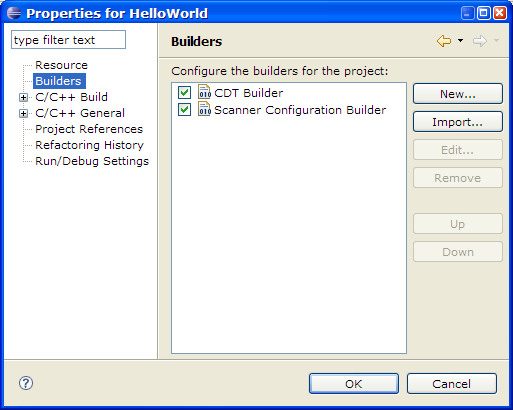 Properties for HelloWorld
type filter text
Resource
Builders
C/C++ Build
C/C++ General
Project References
Refactoring History
Run/Debug Settings
Builders
Configure the builders for the project:
CDT Builder
Scanner Configuration Builder
New...
Import...
Edit...
Remove
Up
Down
OK
Cancel